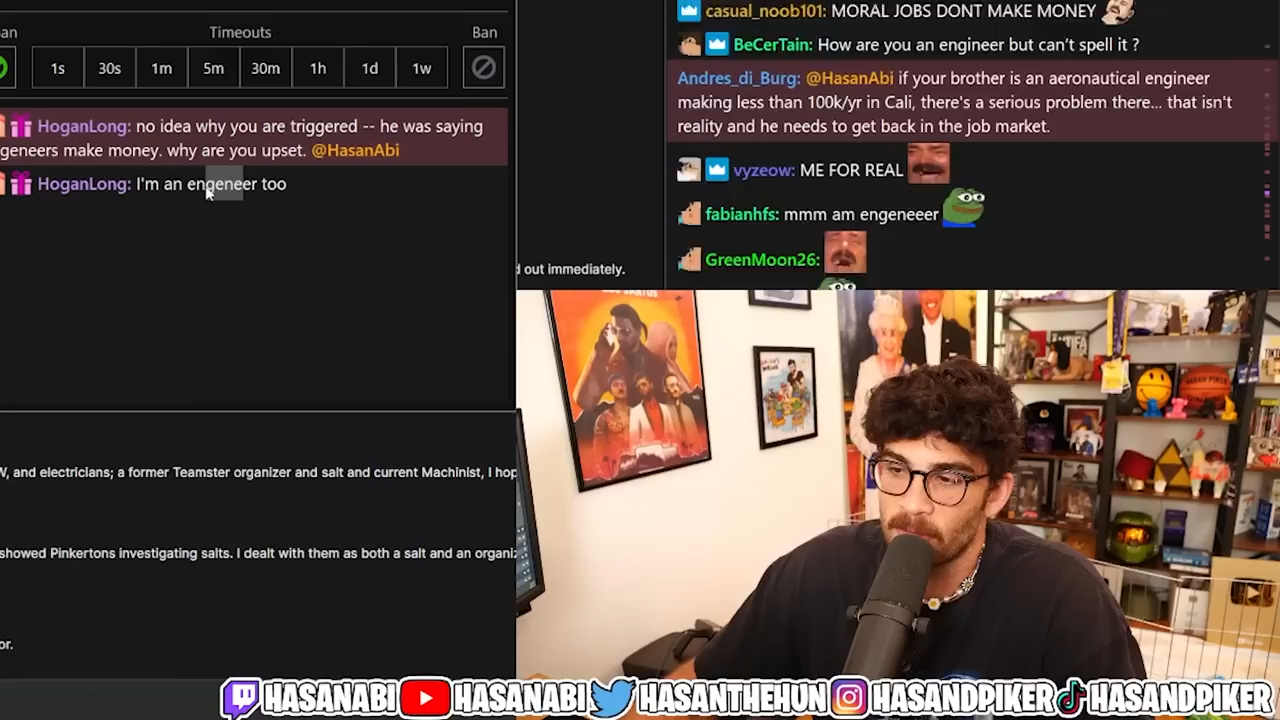 an
Timeouts
Ban
1s 30s 1m 5m 30m 1h 1d 1w
HoganLong: no idea why you are triggered -- he was saying
geneers make money. why are you upset. @HasanAbi
HoganLong: I'm an engeneer too
casual_noob101: MORAL JOBS DONT MAKE MONEY
BeCerTain: How are you an engineer but can't spell it ?
Andres_di_Burg: @HasanAbi if your brother is an aeronautical engineer
making less than 100k/yr in Cali, there's a serious problem there... that isn't
reality and he needs to get back in the job market.
vyzeow: ME FOR REAL
fabianhfs: mmm am engeneeer
GreenMoon26:
d out immediately.
W, and electricians; a former Teamster organizer and salt and current Machinist, I hop
showed Pinkertons investigating salts. I dealt with them as both a salt and an organiz
or.
HASANABI HASANABI HASANTHEHUN HASANDPIKER HASANDPIKER